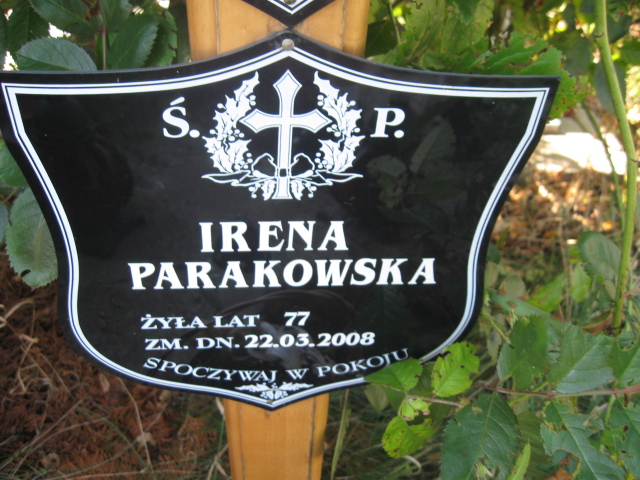 Ś. P.
IRENA
PARAKOWSKA
ŻYŁA LAT 77
ZM. DN. 22.03.2008
SPOCZYWAJ W POKOJU